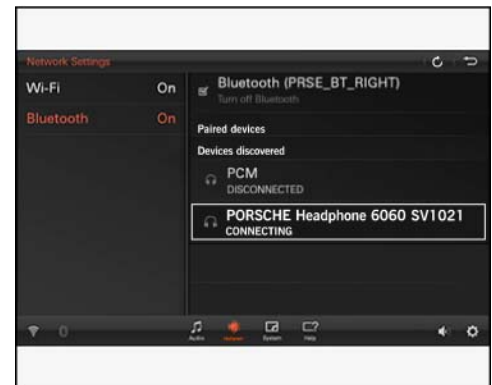 Network Settings
Wi-Fi On
Bluetooth On
Bluetooth (PRSE_BT_RIGHT)
Turn off Bluetooth
Paired devices
Devices discovered
PCM
DISCONNECTED
PORSCHE Headphone 6060 SV1021
CONNECTING
Audio Network System Help